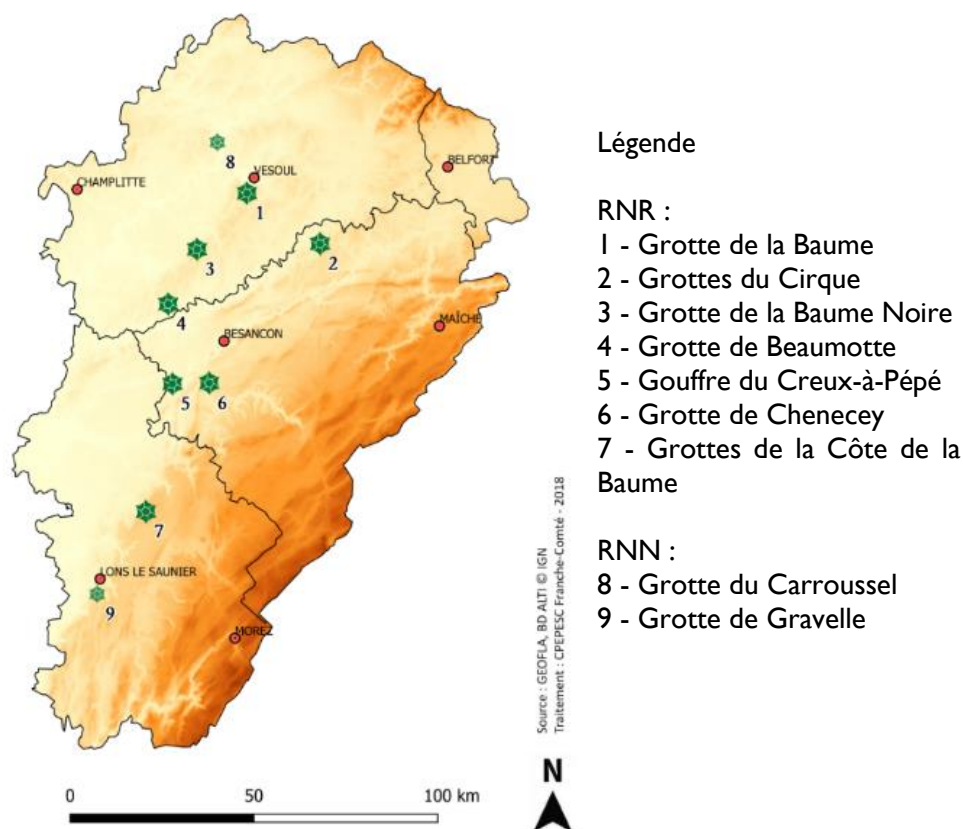 8
VESOUL
BELFORT
CHAMPLITTE
1
2
3
4
BESANCON
MAÎCHE
5
6
7
LONS LE SAUNIER
9
MOREZ
Source : GEOFLA, BD ALTI © IGN
Traitement : CPEPESC Franche-Comté - 2018
N
0 50 100 km
Légende
RNR :
1 - Grotte de la Baume
2 - Grottes du Cirque
3 - Grotte de la Baume Noire
4 - Grotte de Beaumotte
5 - Gouffre du Creux-à-Pépé
6 - Grotte de Chenecey
7 - Grottes de la Côte de la
Baume
RNN :
8 - Grotte du Carroussel
9 - Grotte de Gravelle